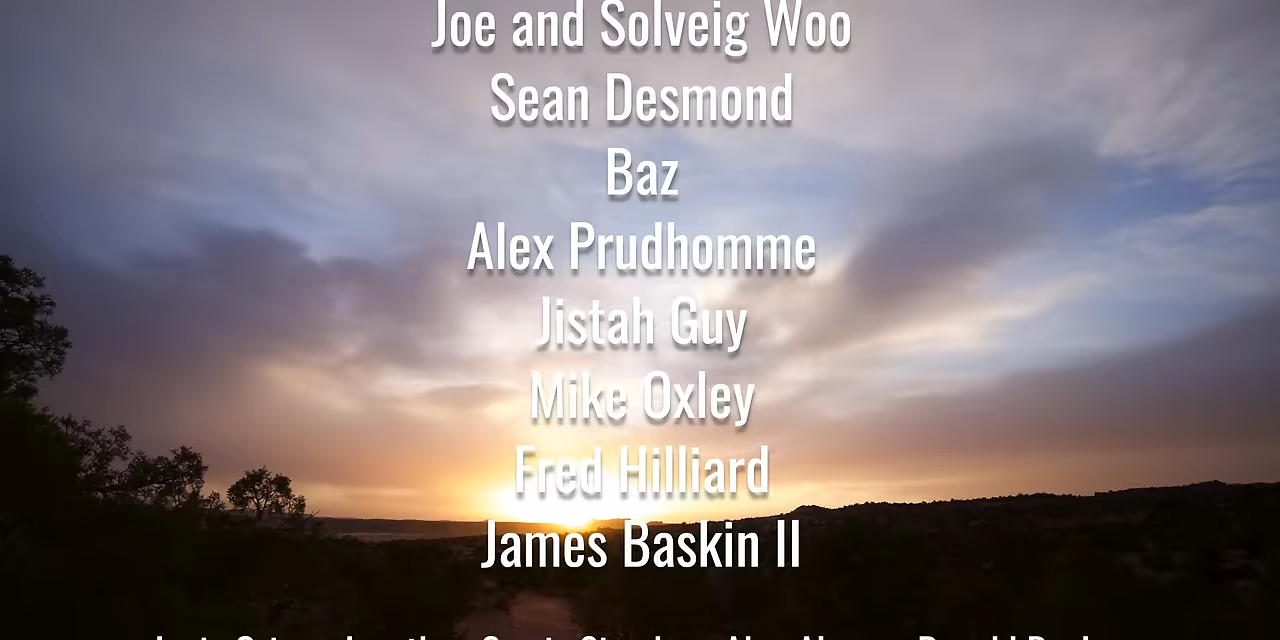 Joe and Solveig Woo
Sean Desmond
Baz
Alex Prudhomme
Jistah Guy
Mike Oxley
Fred Hilliard
James Baskin II